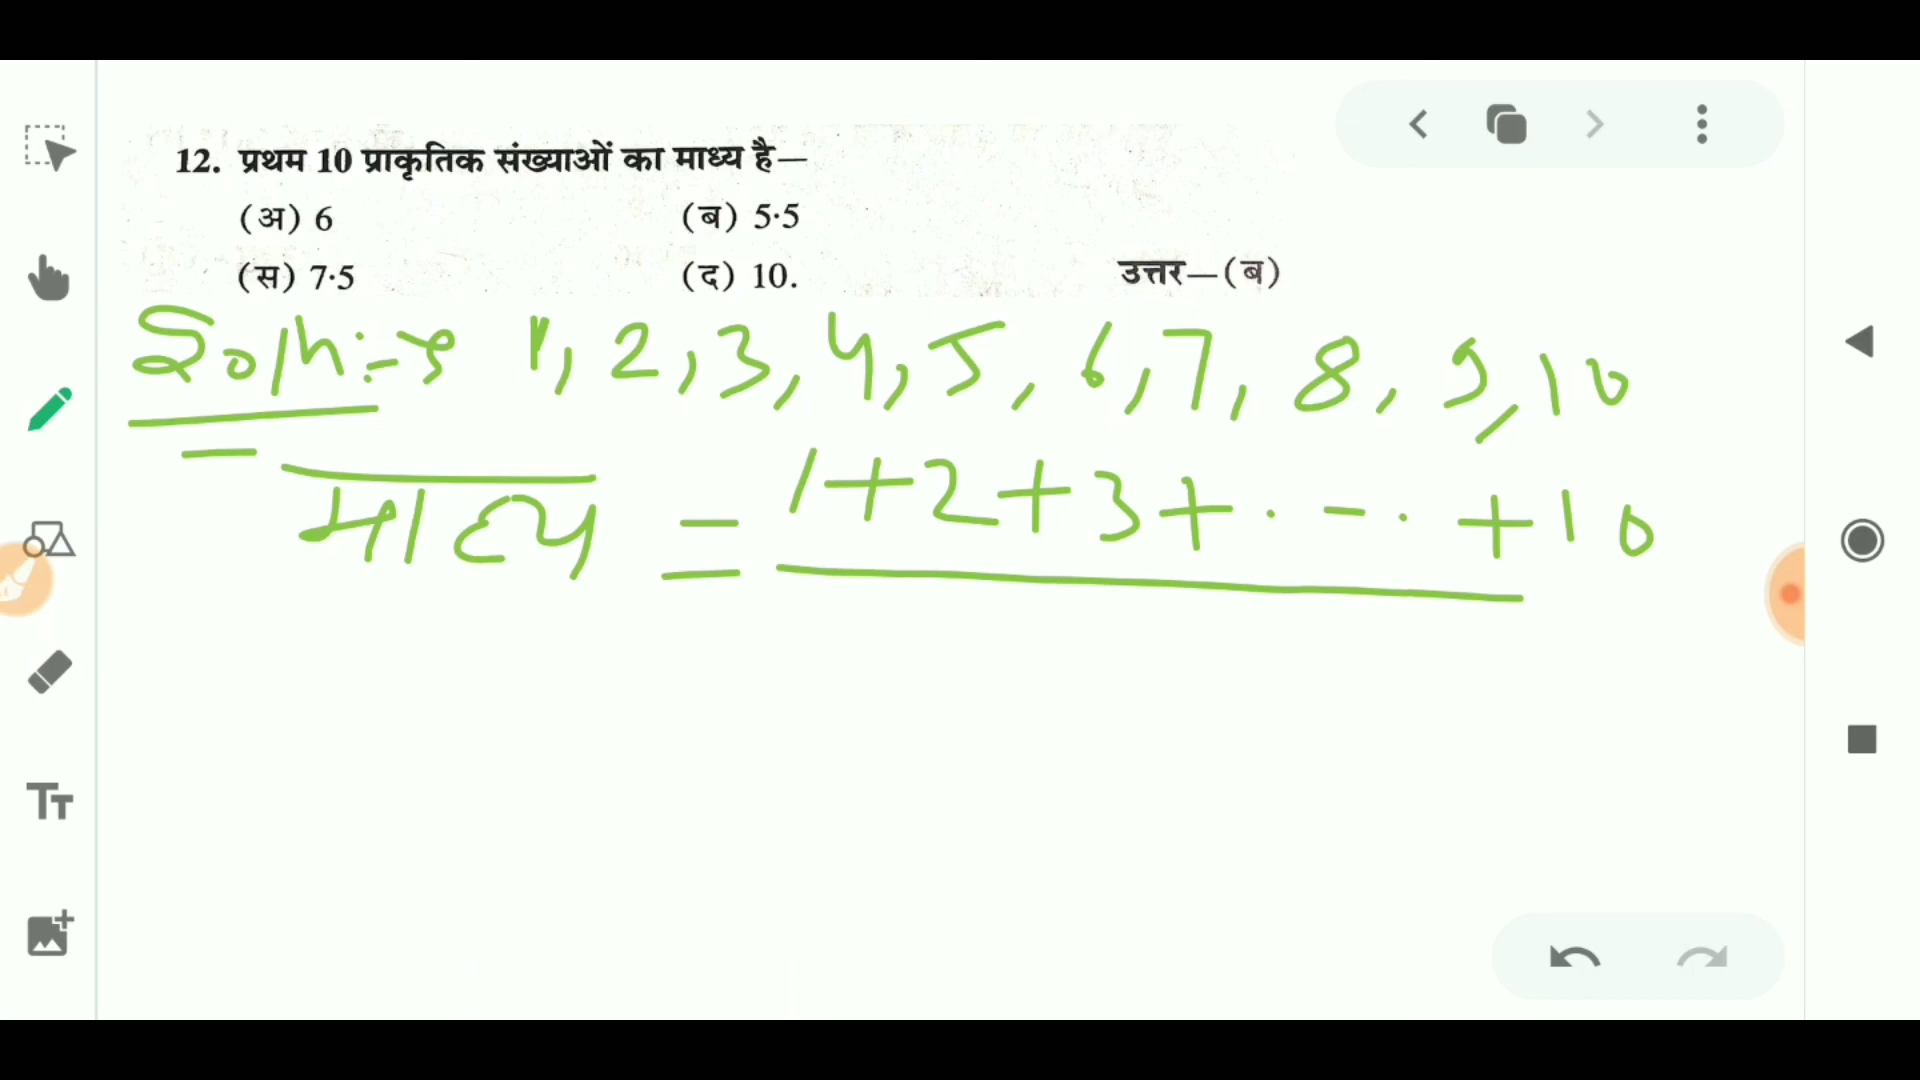 12. प्रथम 10 प्राकृतिक संख्याओं का माध्य है—
(अ) 6 (ब) 5·5
(स) 7·5 (द) 10. उत्तर—(ब)
Soln:-> 1, 2, 3, 4, 5, 6, 7, 8, 9, 10
माध्य = 1+2+3+.-.+10
Tт